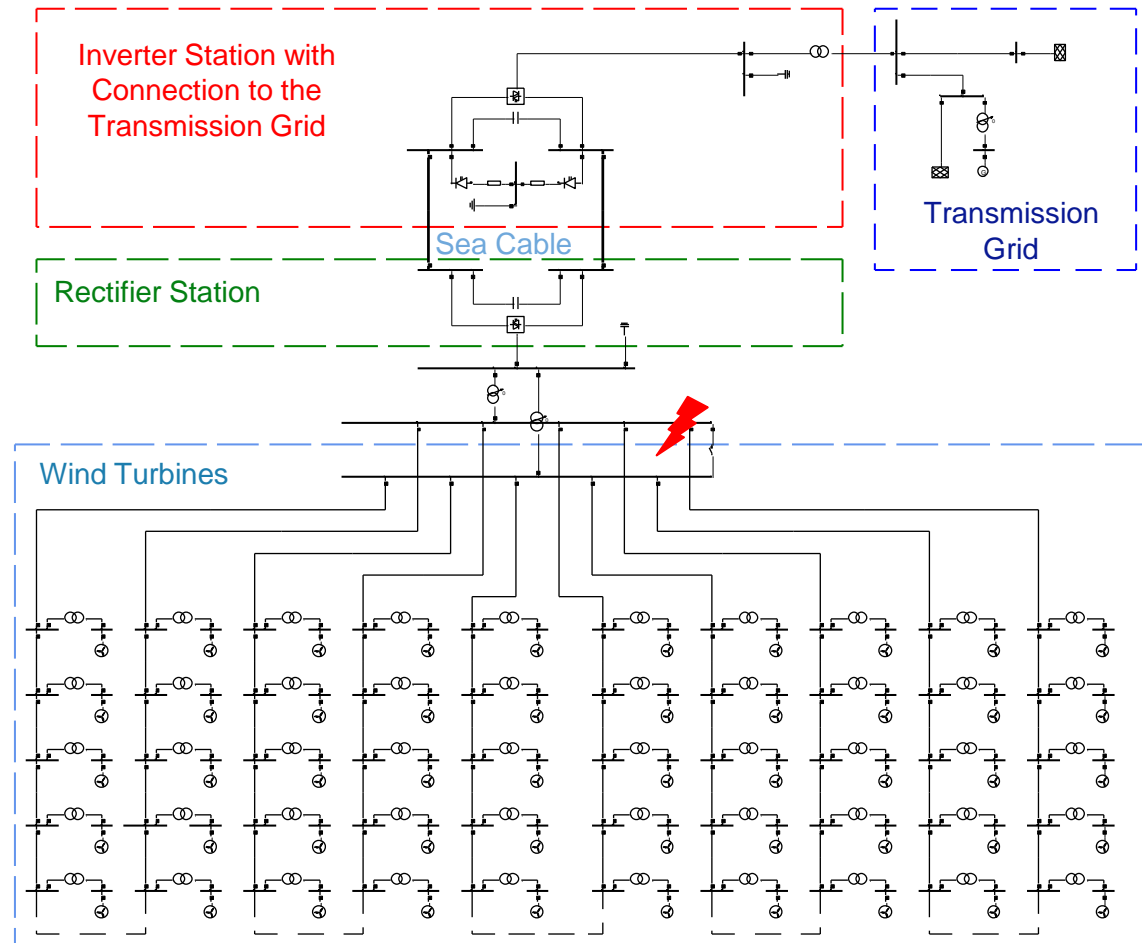 Inverter Station with
Connection to the
Transmission Grid
Transmission
Grid
Sea Cable
Rectifier Station
Wind Turbines